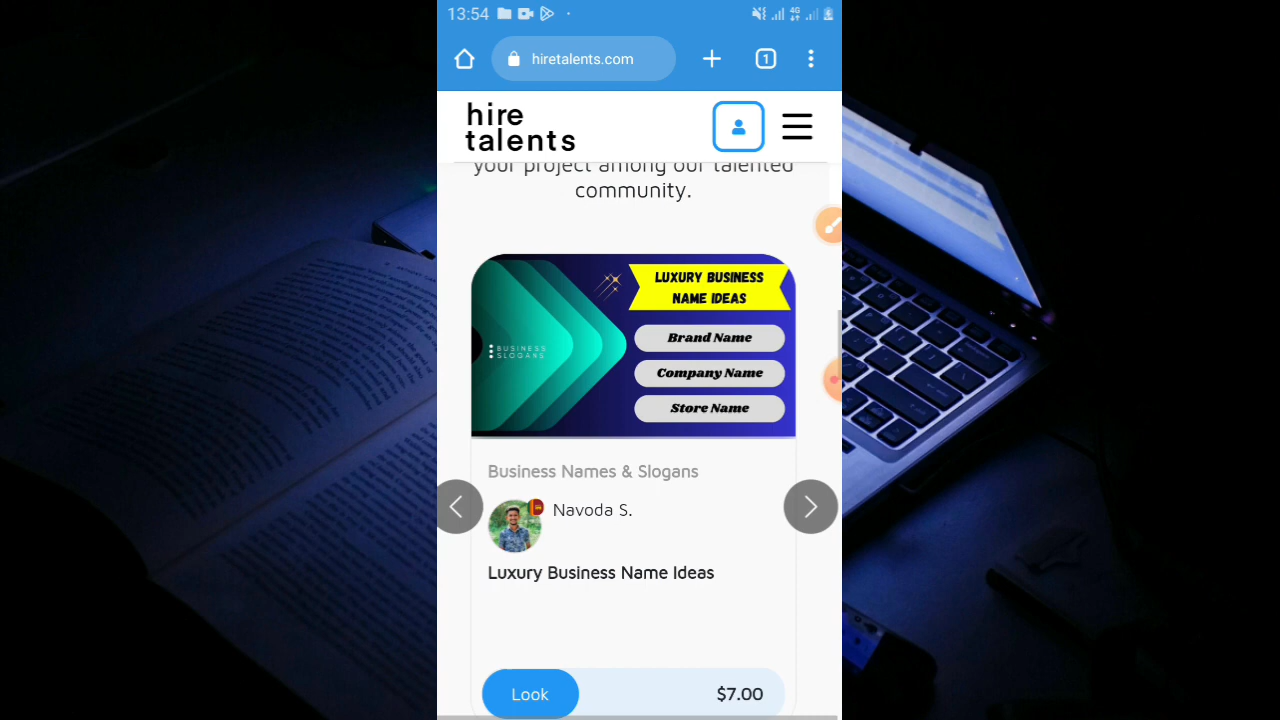 13:54
4G
hiretalents.com
1
hire
talents
your project among our talented
community.
LUXURY BUSINESS
NAME IDEAS
Brand Name
BUSINESS
SLOGANS
Company Name
Store Name
Business Names & Slogans
Navoda S.
Luxury Business Name Ideas
Look
$7.00